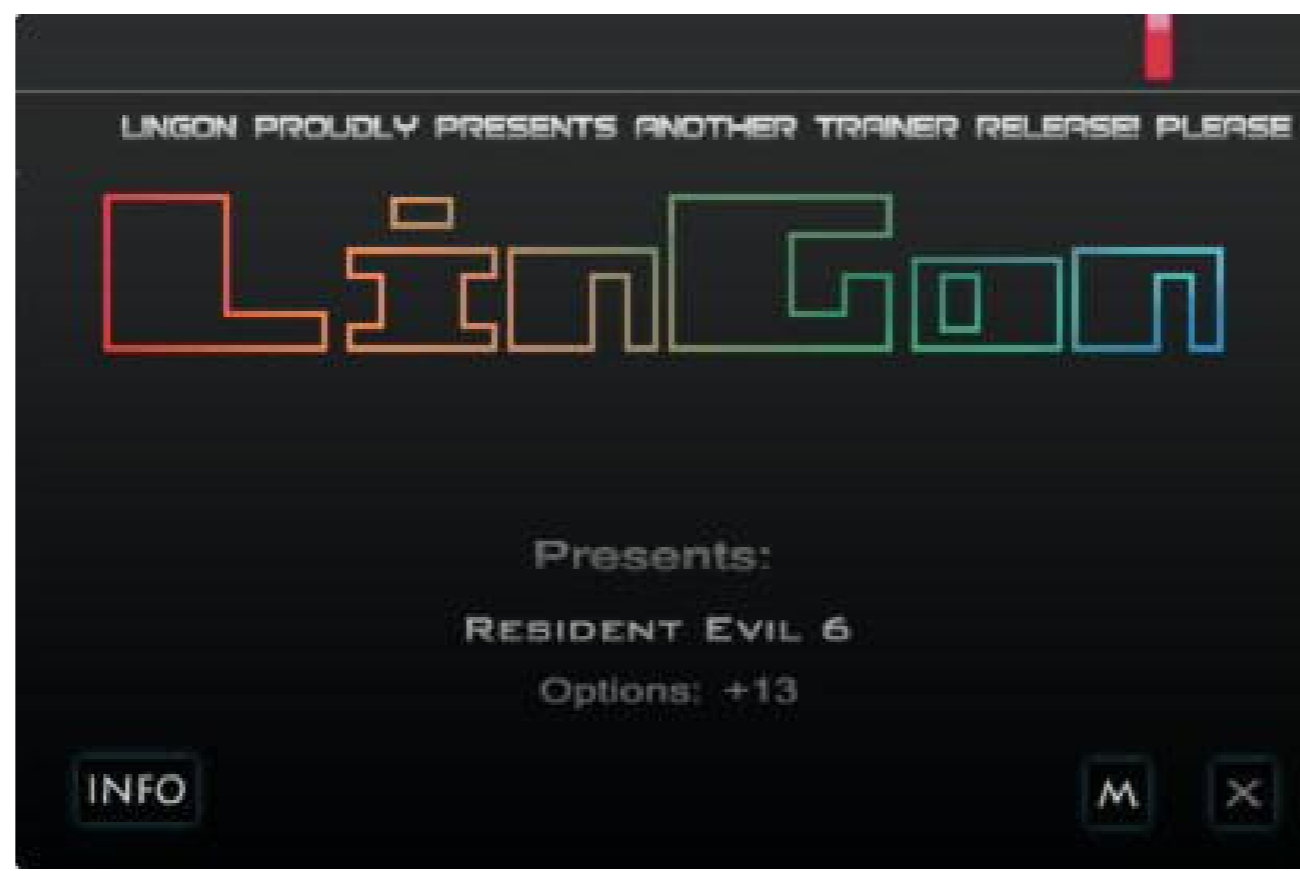 LINGON PROUDLY PRESENTS ANOTHER TRAINER RELEASE! PLEASE
LinGon
Presents:
RESIDENT EVIL 6
Options: +13
INFO
M
X